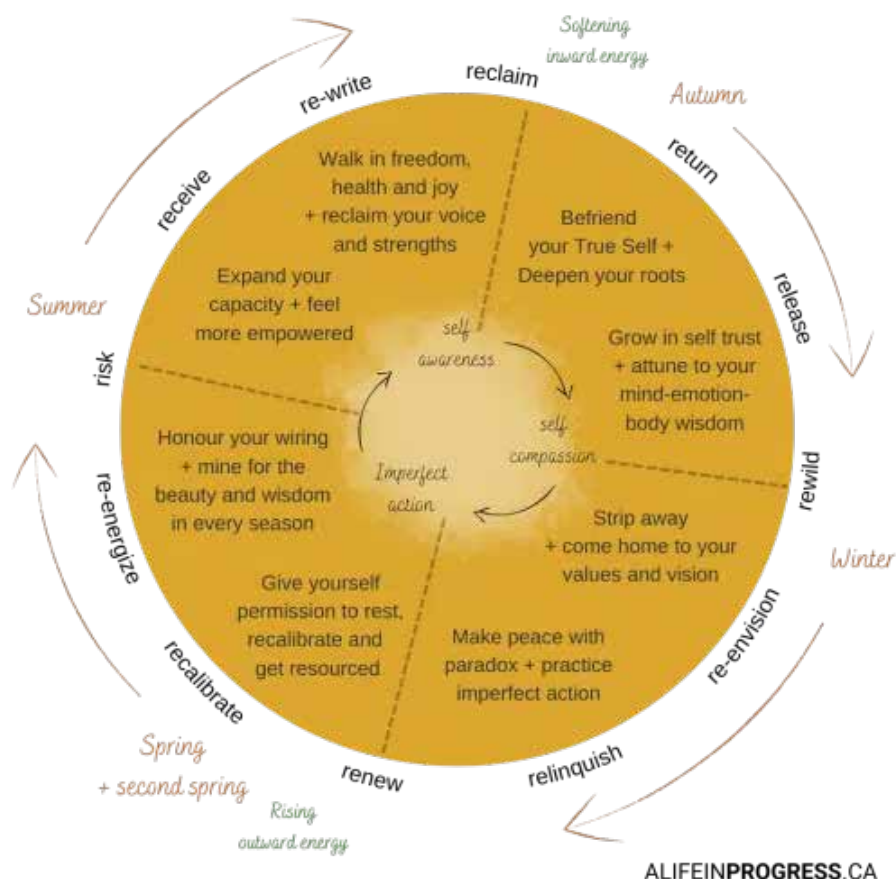 Softening
inward energy
reclaim
Autumn
return
release
rewild
Winter
re-envision
relinquish
renew
Rising
outward energy
Spring
+ second spring
recalibrate
re-energize
risk
Summer
receive
re-write
Walk in freedom,
health and joy
+ reclaim your voice
and strengths
Befriend
your True Self +
Deepen your roots
Expand your
capacity + feel
more empowered
Grow in self trust
+ attune to your
mind-emotion-
body wisdom
self
awareness
self
compassion
Imperfect
action
Honour your wiring
+ mine for the
beauty and wisdom
in every season
Strip away
+ come home to your
values and vision
Give yourself
permission to rest,
recalibrate and
get resourced
Make peace with
paradox + practice
imperfect action
ALIFEINPROGRESS.CA